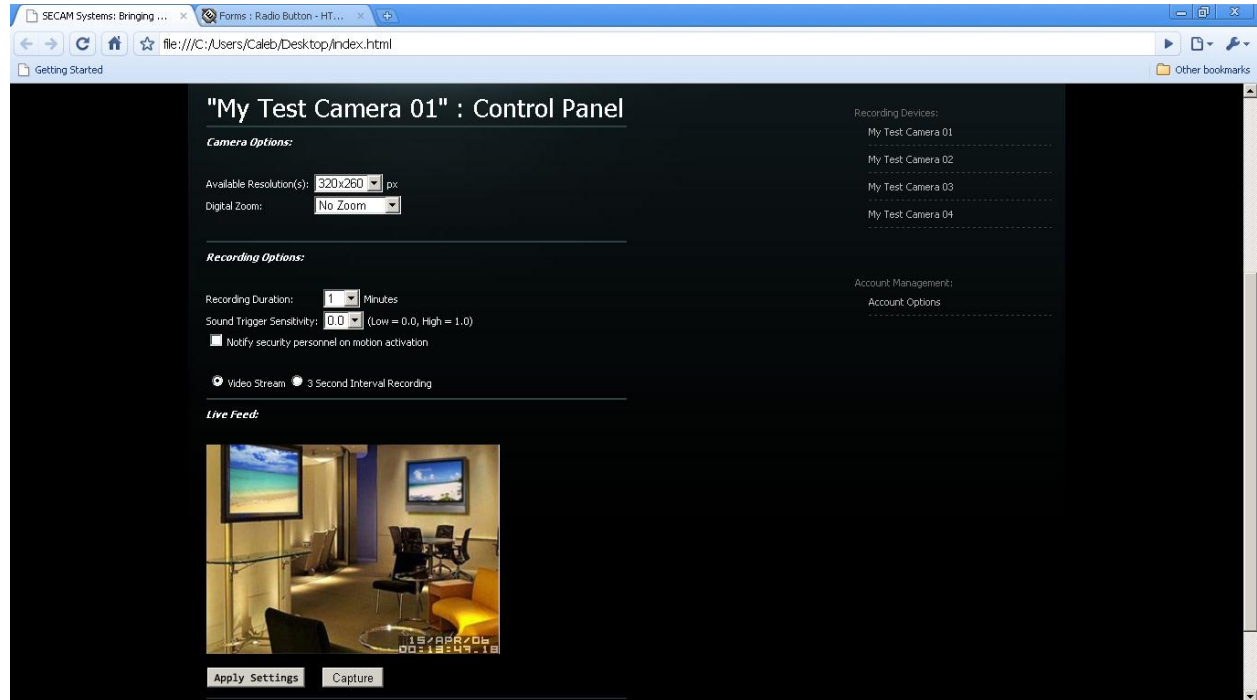 SECAM Systems: Bringing ...
Forms : Radio Button - HT...
file:///C:/Users/Caleb/Desktop/index.html
Getting Started
Other bookmarks
"My Test Camera 01" : Control Panel
Camera Options:
Available Resolution(s): 320x260 px
Digital Zoom: No Zoom
Recording Options:
Recording Duration: 1 Minutes
Sound Trigger Sensitivity: 0.0 (Low = 0.0, High = 1.0)
Notify security personnel on motion activation
Video Stream 3 Second Interval Recording
Live Feed:
15/APR/06
00:13:47.18
Apply Settings Capture
Recording Devices:
My Test Camera 01
My Test Camera 02
My Test Camera 03
My Test Camera 04
Account Management:
Account Options